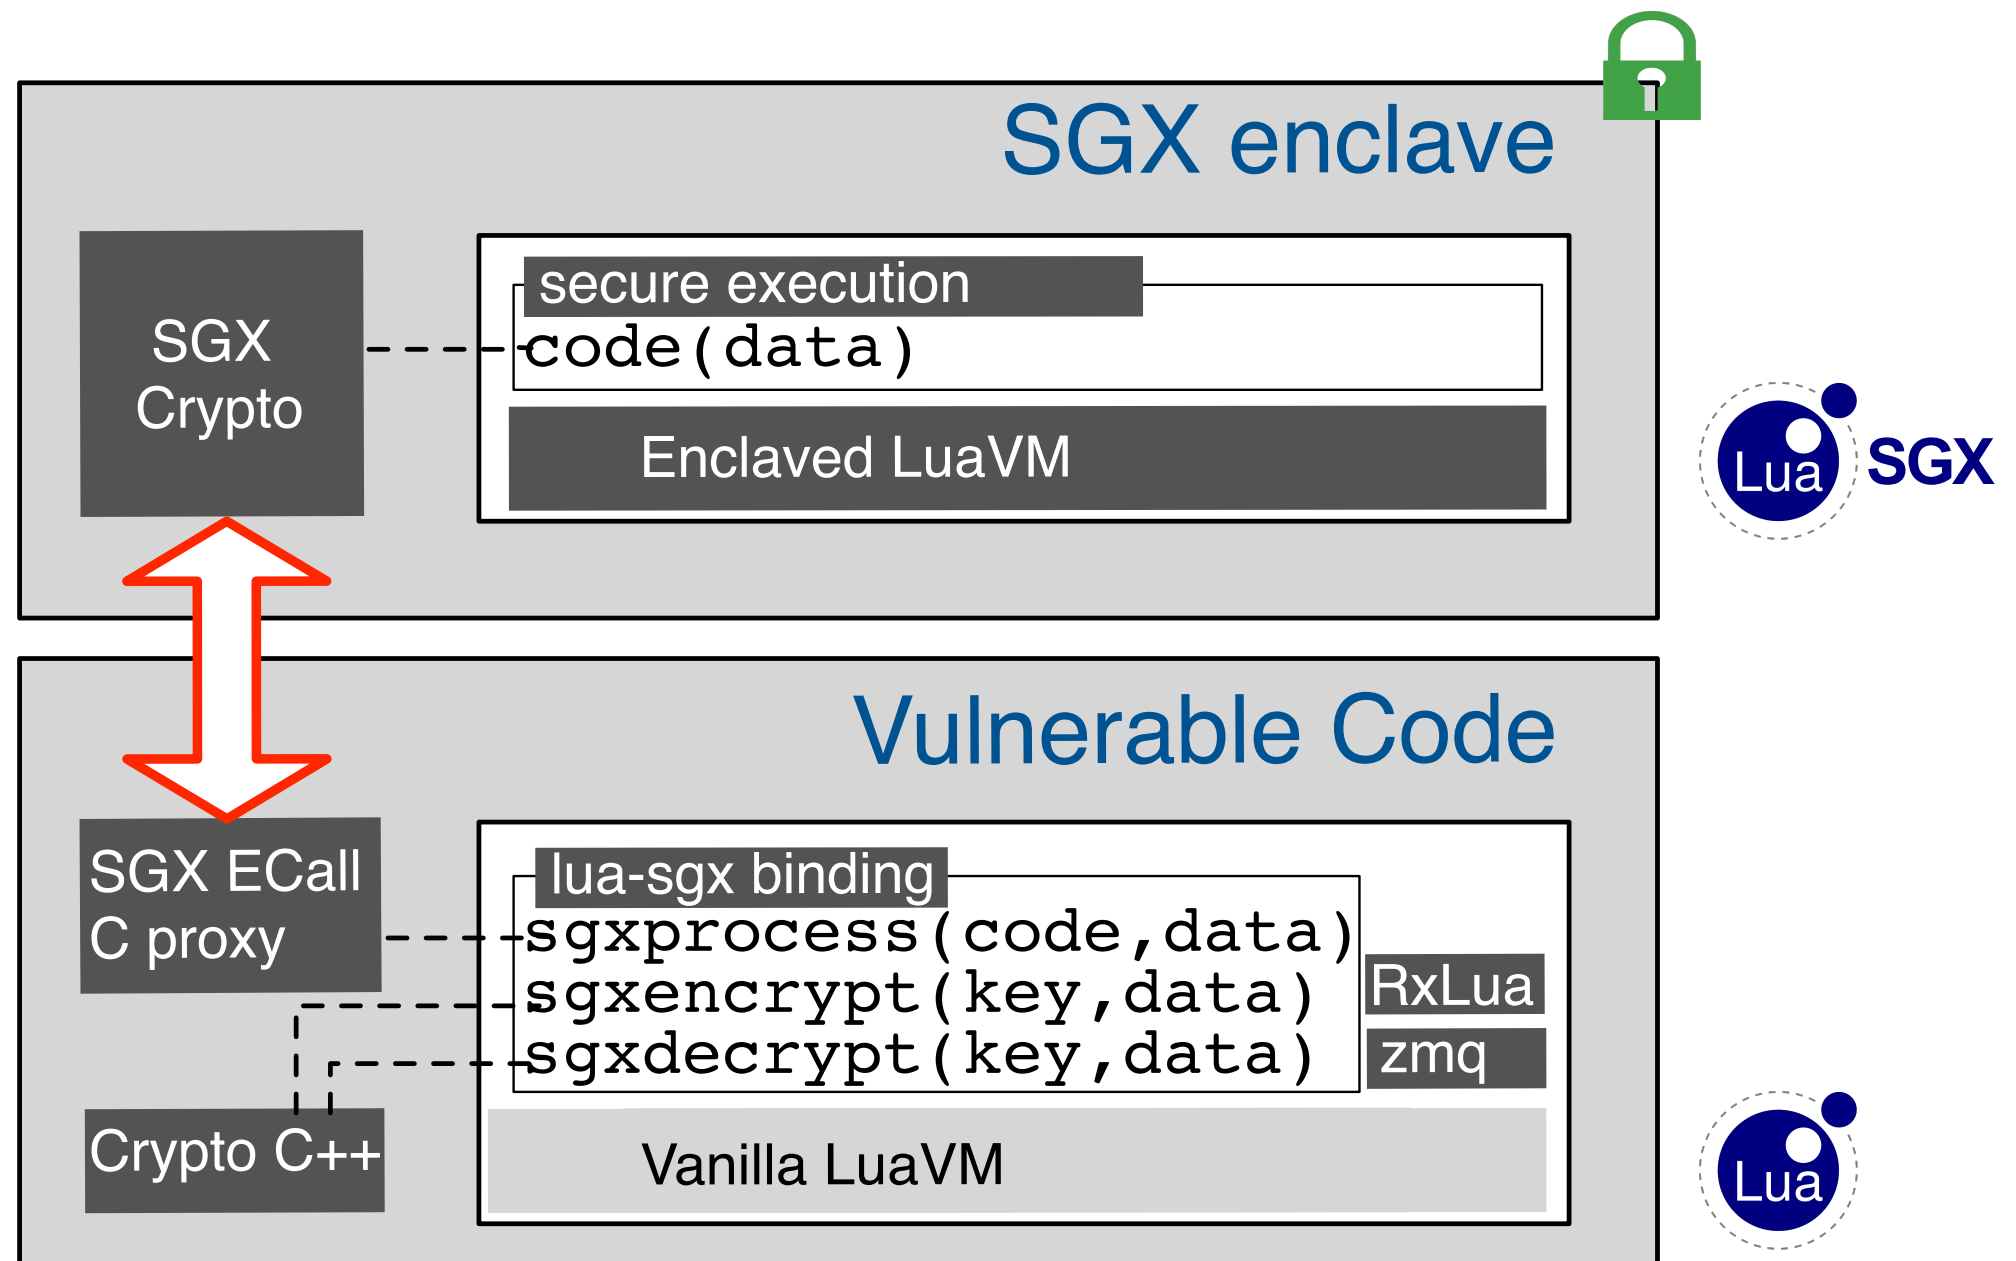 SGX enclave
SGX
Crypto
secure execution
code(data)
Enclaved LuaVM
Lua SGX
Vulnerable Code
SGX ECall
C proxy
lua-sgx binding
sgxprocess(code,data)
sgxencrypt(key,data)
sgxdecrypt(key,data)
RxLua
zmq
Crypto C++
Vanilla LuaVM
Lua